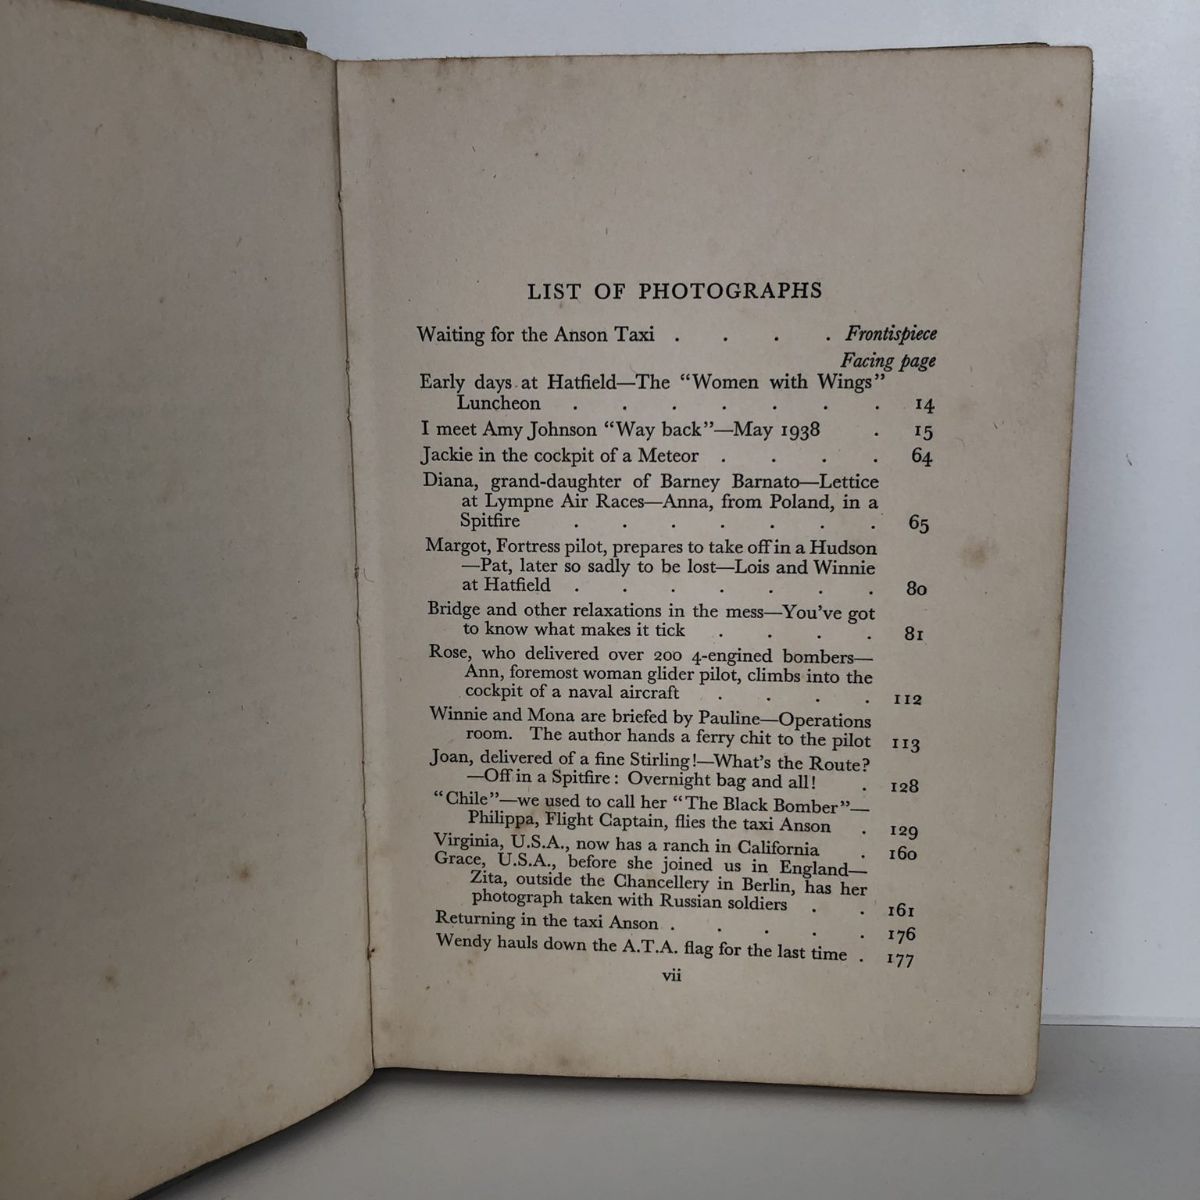 LIST OF PHOTOGRAPHS
Waiting for the Anson Taxi . . . . Frontispiece
Facing page
Early days at Hatfield—The “Women with Wings”
Luncheon . . . . . . . 14
I meet Amy Johnson “Way back”—May 1938 . 15
Jackie in the cockpit of a Meteor . . . . 64
Diana, grand-daughter of Barney Barnato—Lettice
at Lympne Air Races—Anna, from Poland, in a
Spitfire . . . . . . . 65
Margot, Fortress pilot, prepares to take off in a Hudson
—Pat, later so sadly to be lost—Lois and Winnie
at Hatfield . . . . . . . 80
Bridge and other relaxations in the mess—You’ve got
to know what makes it tick . . . . 81
Rose, who delivered over 200 4-engined bombers—
Ann, foremost woman glider pilot, climbs into the
cockpit of a naval aircraft . . . . 112
Winnie and Mona are briefed by Pauline—Operations
room. The author hands a ferry chit to the pilot 113
Joan, delivered of a fine Stirling!—What’s the Route?
—Off in a Spitfire: Overnight bag and all! . 128
“Chile”—we used to call her “The Black Bomber”—
Philippa, Flight Captain, flies the taxi Anson . 129
Virginia, U.S.A., now has a ranch in California . 160
Grace, U.S.A., before she joined us in England—
Zita, outside the Chancellery in Berlin, has her
photograph taken with Russian soldiers . . 161
Returning in the taxi Anson . . . . . 176
Wendy hauls down the A.T.A. flag for the last time . 177
vii